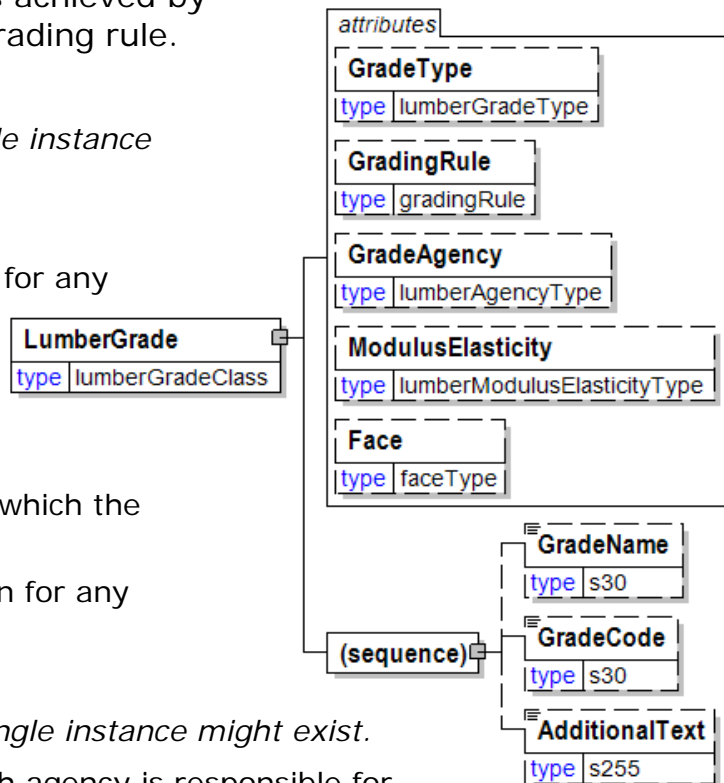 s achieved by
rading rule.
le instance
for any
which the
n for any
ngle instance might exist.
h agency is responsible for
LumberGrade
type lumberGradeClass
attributes
GradeType
type lumberGradeType
GradingRule
type gradingRule
GradeAgency
type lumberAgencyType
ModulusElasticity
type lumberModulusElasticityType
Face
type faceType
(sequence)
GradeName
type s30
GradeCode
type s30
AdditionalText
type s255